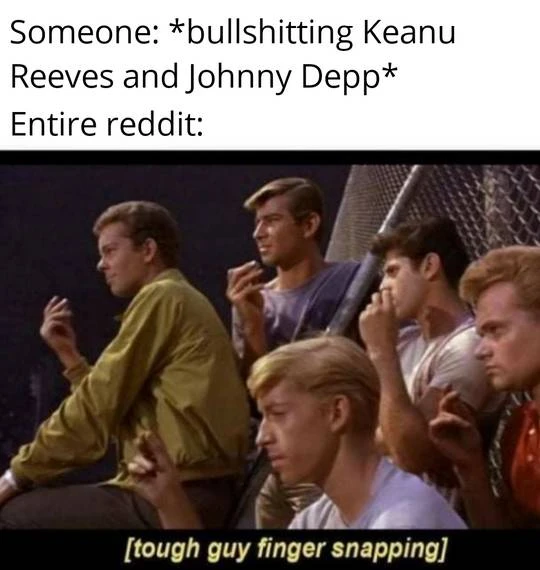 Someone: *bullshitting Keanu
Reeves and Johnny Depp*
Entire reddit:
[tough guy finger snapping]